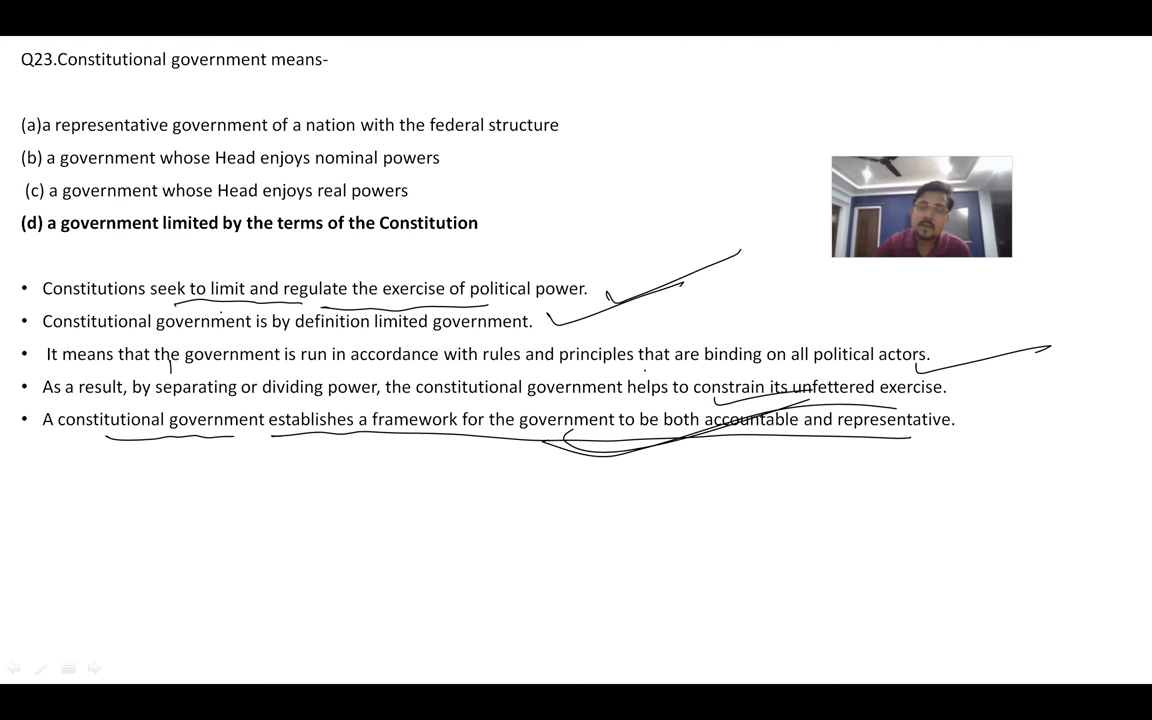 Q23.Constitutional government means-
(a)a representative government of a nation with the federal structure
(b) a government whose Head enjoys nominal powers
(c) a government whose Head enjoys real powers
(d) a government limited by the terms of the Constitution
• Constitutions seek to limit and regulate the exercise of political power.
• Constitutional government is by definition limited government.
• It means that the government is run in accordance with rules and principles that are binding on all political actors.
• As a result, by separating or dividing power, the constitutional government helps to constrain its unfettered exercise.
• A constitutional government establishes a framework for the government to be both accountable and representative.